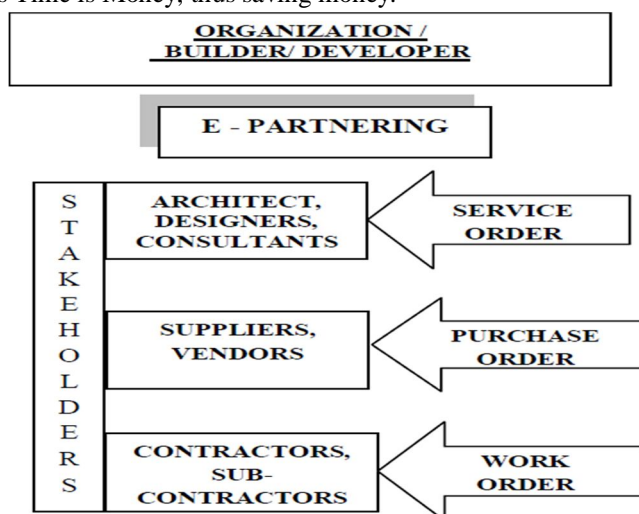 s Time is Money, thus saving money.
ORGANIZATION /
BUILDER/ DEVELOPER
E - PARTNERING
STAKEHOLDERS
ARCHITECT,
DESIGNERS,
CONSULTANTS
SERVICE
ORDER
SUPPLIERS,
VENDORS
PURCHASE
ORDER
CONTRACTORS,
SUB-
CONTRACTORS
WORK
ORDER